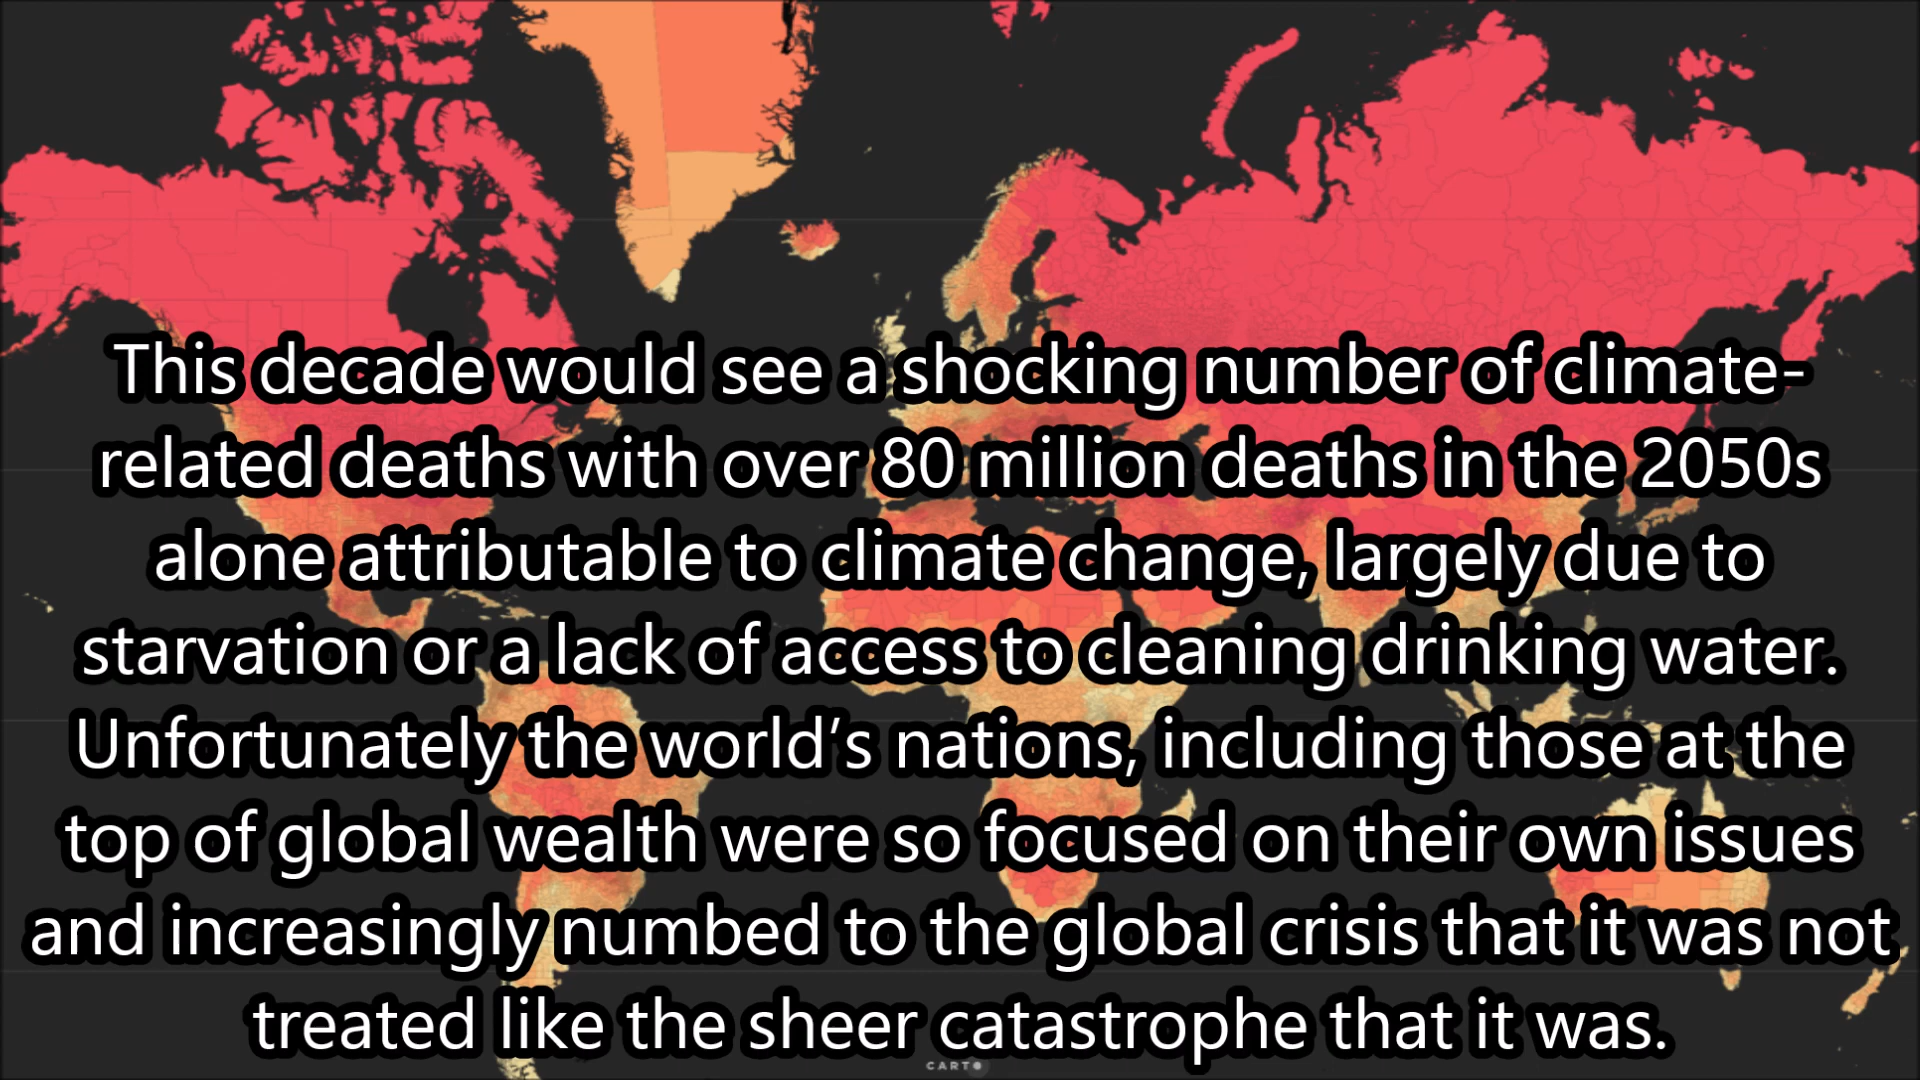 This decade would see a shocking number of climate-
related deaths with over 80 million deaths in the 2050s
alone attributable to climate change, largely due to
starvation or a lack of access to cleaning drinking water.
Unfortunately the world’s nations, including those at the
top of global wealth were so focused on their own issues
and increasingly numbed to the global crisis that it was not
treated like the sheer catastrophe that it was.
CARTO